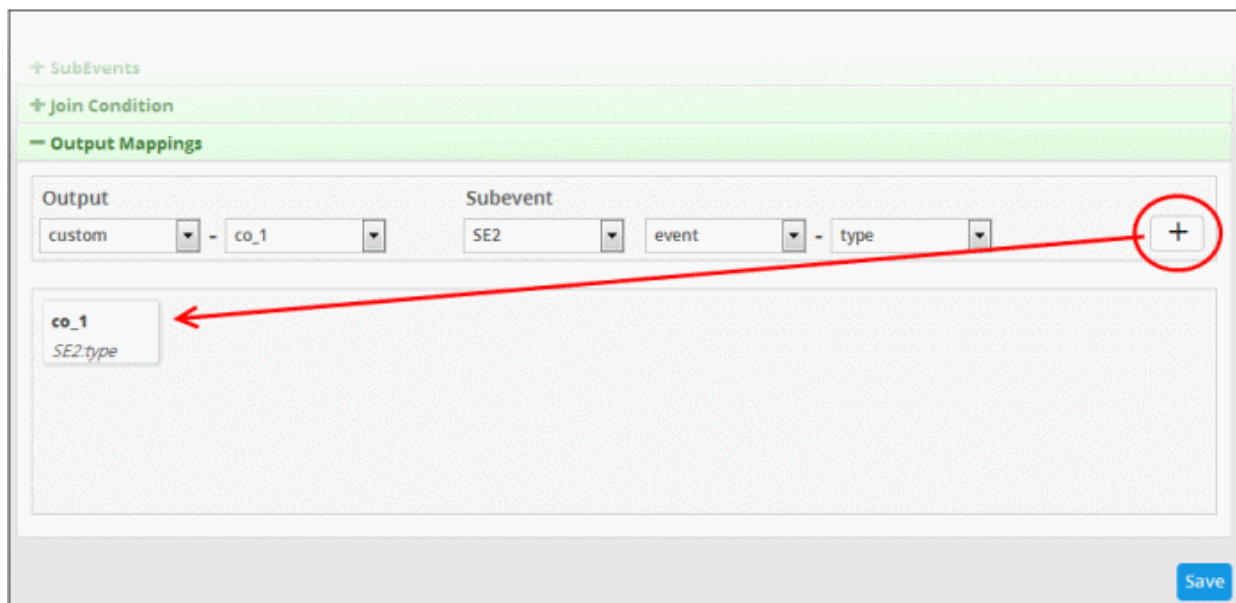 + SubEvents
+ Join Condition
− Output Mappings
Output Subevent
custom - co_1 SE2 event - type +
co_1
SE2:type
Save